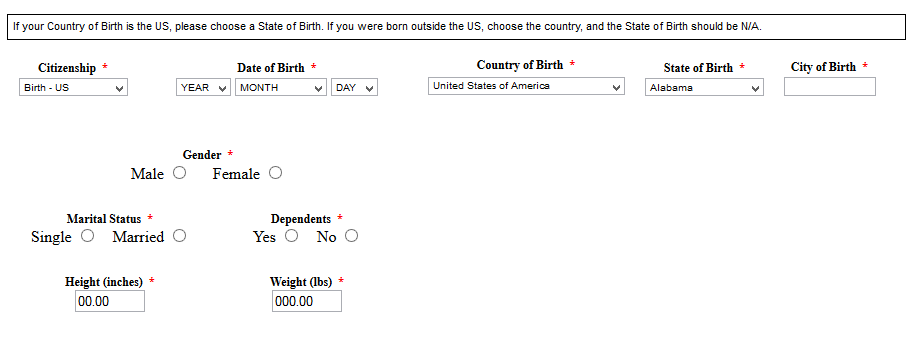 If your Country of Birth is the US, please choose a State of Birth. If you were born outside the US, choose the country, and the State of Birth should be N/A.
Citizenship * Date of Birth * Country of Birth * State of Birth * City of Birth *
Birth - US YEAR MONTH DAY United States of America Alabama
Gender *
Male Female
Marital Status * Dependents *
Single Married Yes No
Height (inches) * Weight (lbs) *
00.00 000.00